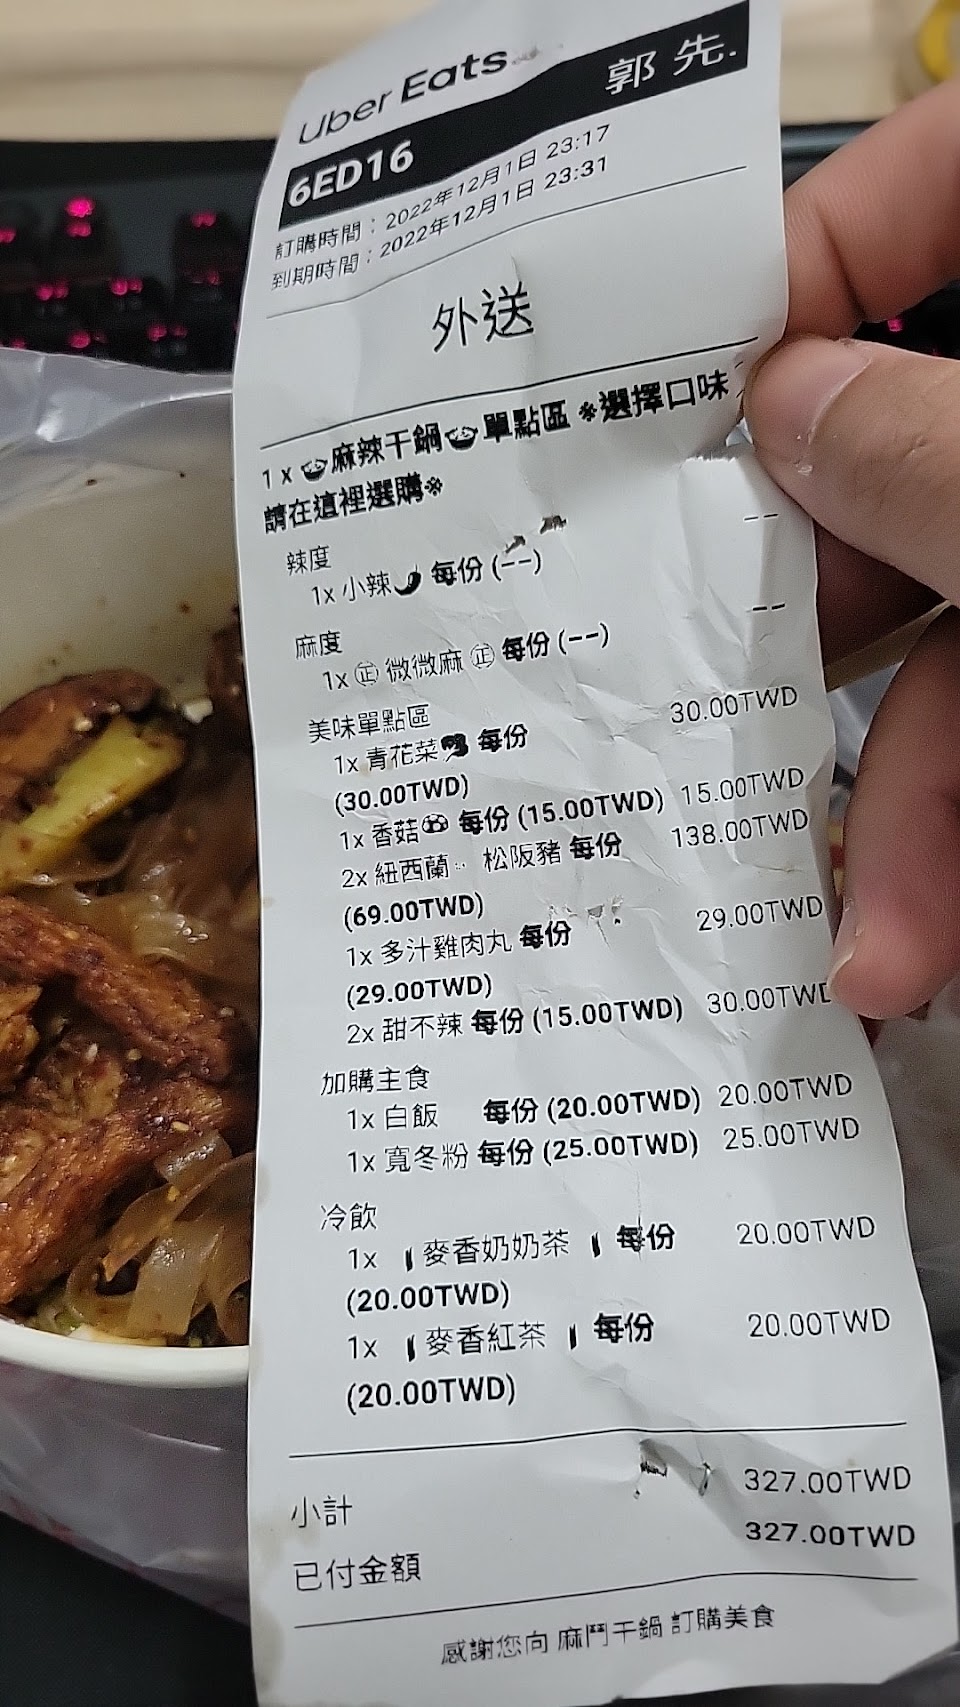 Uber Eats
郭 先.
6ED16
訂購時間：2022年12月1日 23:17
到期時間：2022年12月1日 23:31
外送
1 x 🍲麻辣干鍋🍲單點區 ※選擇口味
請在這裡選購※
辣度
1x 小辣🌶 每份 (--) --
麻度
1x ㊣ 微微麻 ㊣ 每份 (--) --
美味單點區
1x 青花菜🥦 每份 30.00TWD
(30.00TWD)
1x 香菇🍄 每份 (15.00TWD) 15.00TWD
2x 紐西蘭 松阪豬 每份 138.00TWD
(69.00TWD)
1x 多汁雞肉丸 每份 29.00TWD
(29.00TWD)
2x 甜不辣 每份 (15.00TWD) 30.00TWD
加購主食
1x 白飯 每份 (20.00TWD) 20.00TWD
1x 寬冬粉 每份 (25.00TWD) 25.00TWD
冷飲
1x 麥香奶奶茶 每份 20.00TWD
(20.00TWD)
1x 麥香紅茶 每份 20.00TWD
(20.00TWD)
小計 327.00TWD
已付金額 327.00TWD
感謝您向 麻鬥干鍋 訂購美食